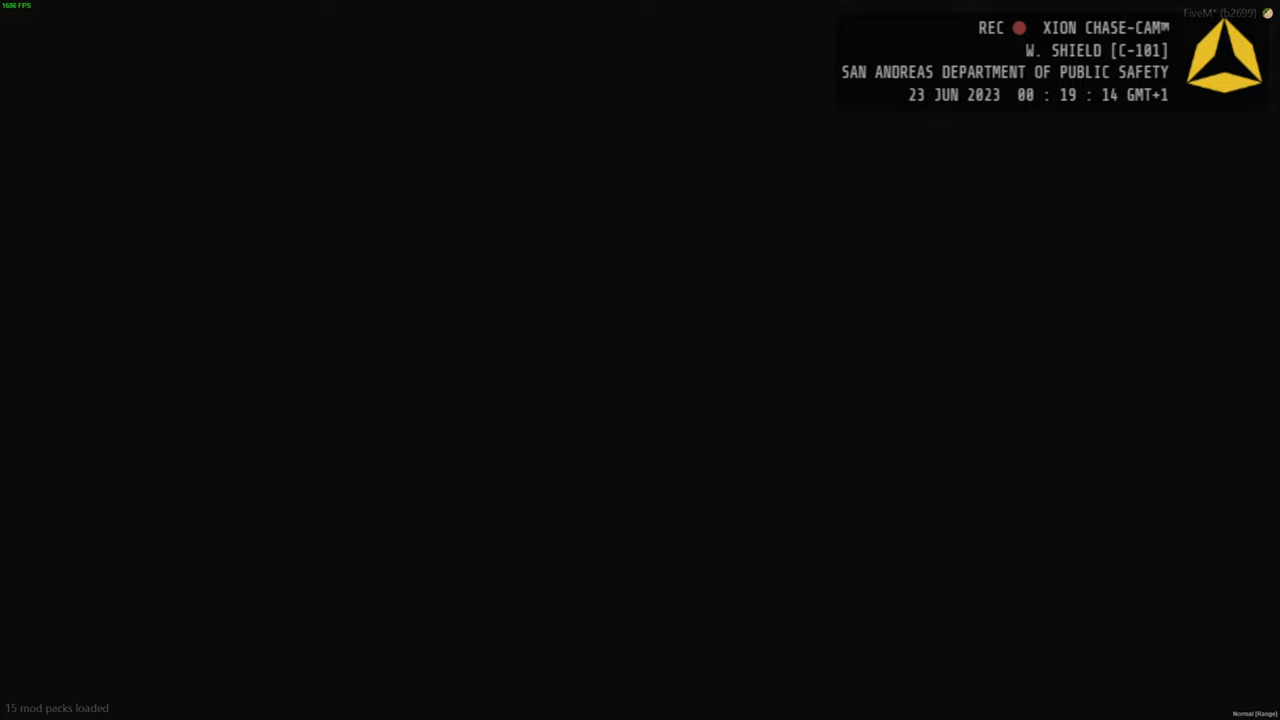 1686 FPS
FiveM* (b2699)
REC XION CHASE-CAM™
W. SHIELD [C-101]
SAN ANDREAS DEPARTMENT OF PUBLIC SAFETY
23 JUN 2023 00 : 19 : 14 GMT+1
15 mod packs loaded
Normal [Range]